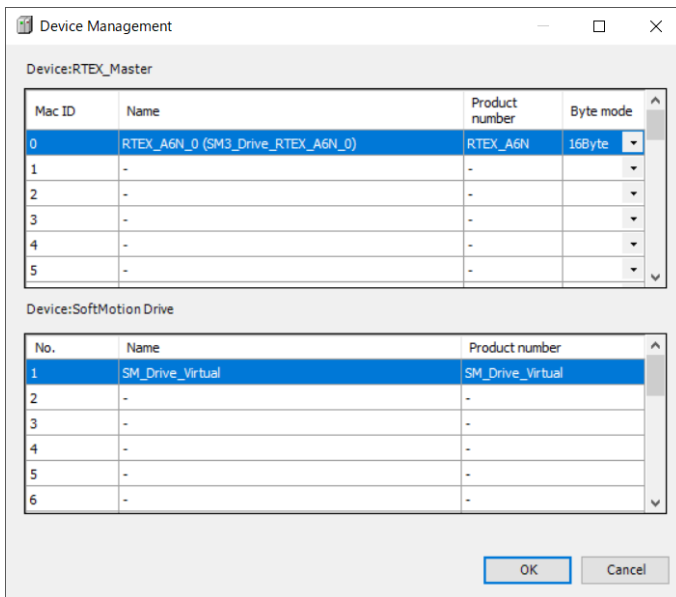 Device Management
Device:RTEX_Master
Mac ID Name Product number Byte mode
0 RTEX_A6N_0 (SM3_Drive_RTEX_A6N_0) RTEX_A6N 16Byte
1 - -
2 - -
3 - -
4 - -
5 - -
Device:SoftMotion Drive
No. Name Product number
1 SM_Drive_Virtual SM_Drive_Virtual
2 - -
3 - -
4 - -
5 - -
6 - -
OK Cancel